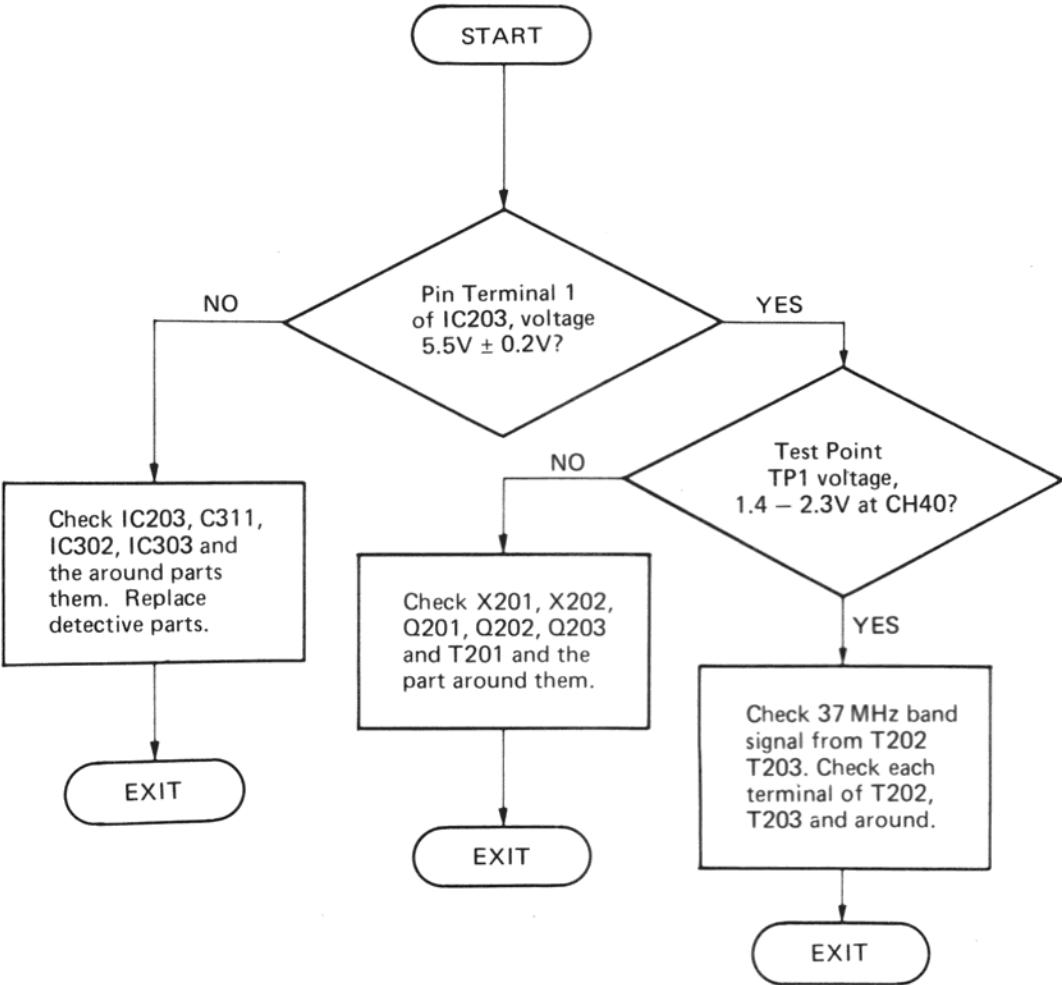 START
Pin Terminal 1
of IC203, voltage
5.5V ± 0.2V?
NO
YES
Check IC203, C311,
IC302, IC303 and
the around parts
them. Replace
detective parts.
EXIT
Test Point
TP1 voltage,
1.4 – 2.3V at CH40?
NO
YES
Check X201, X202,
Q201, Q202, Q203
and T201 and the
part around them.
EXIT
Check 37 MHz band
signal from T202
T203. Check each
terminal of T202,
T203 and around.
EXIT